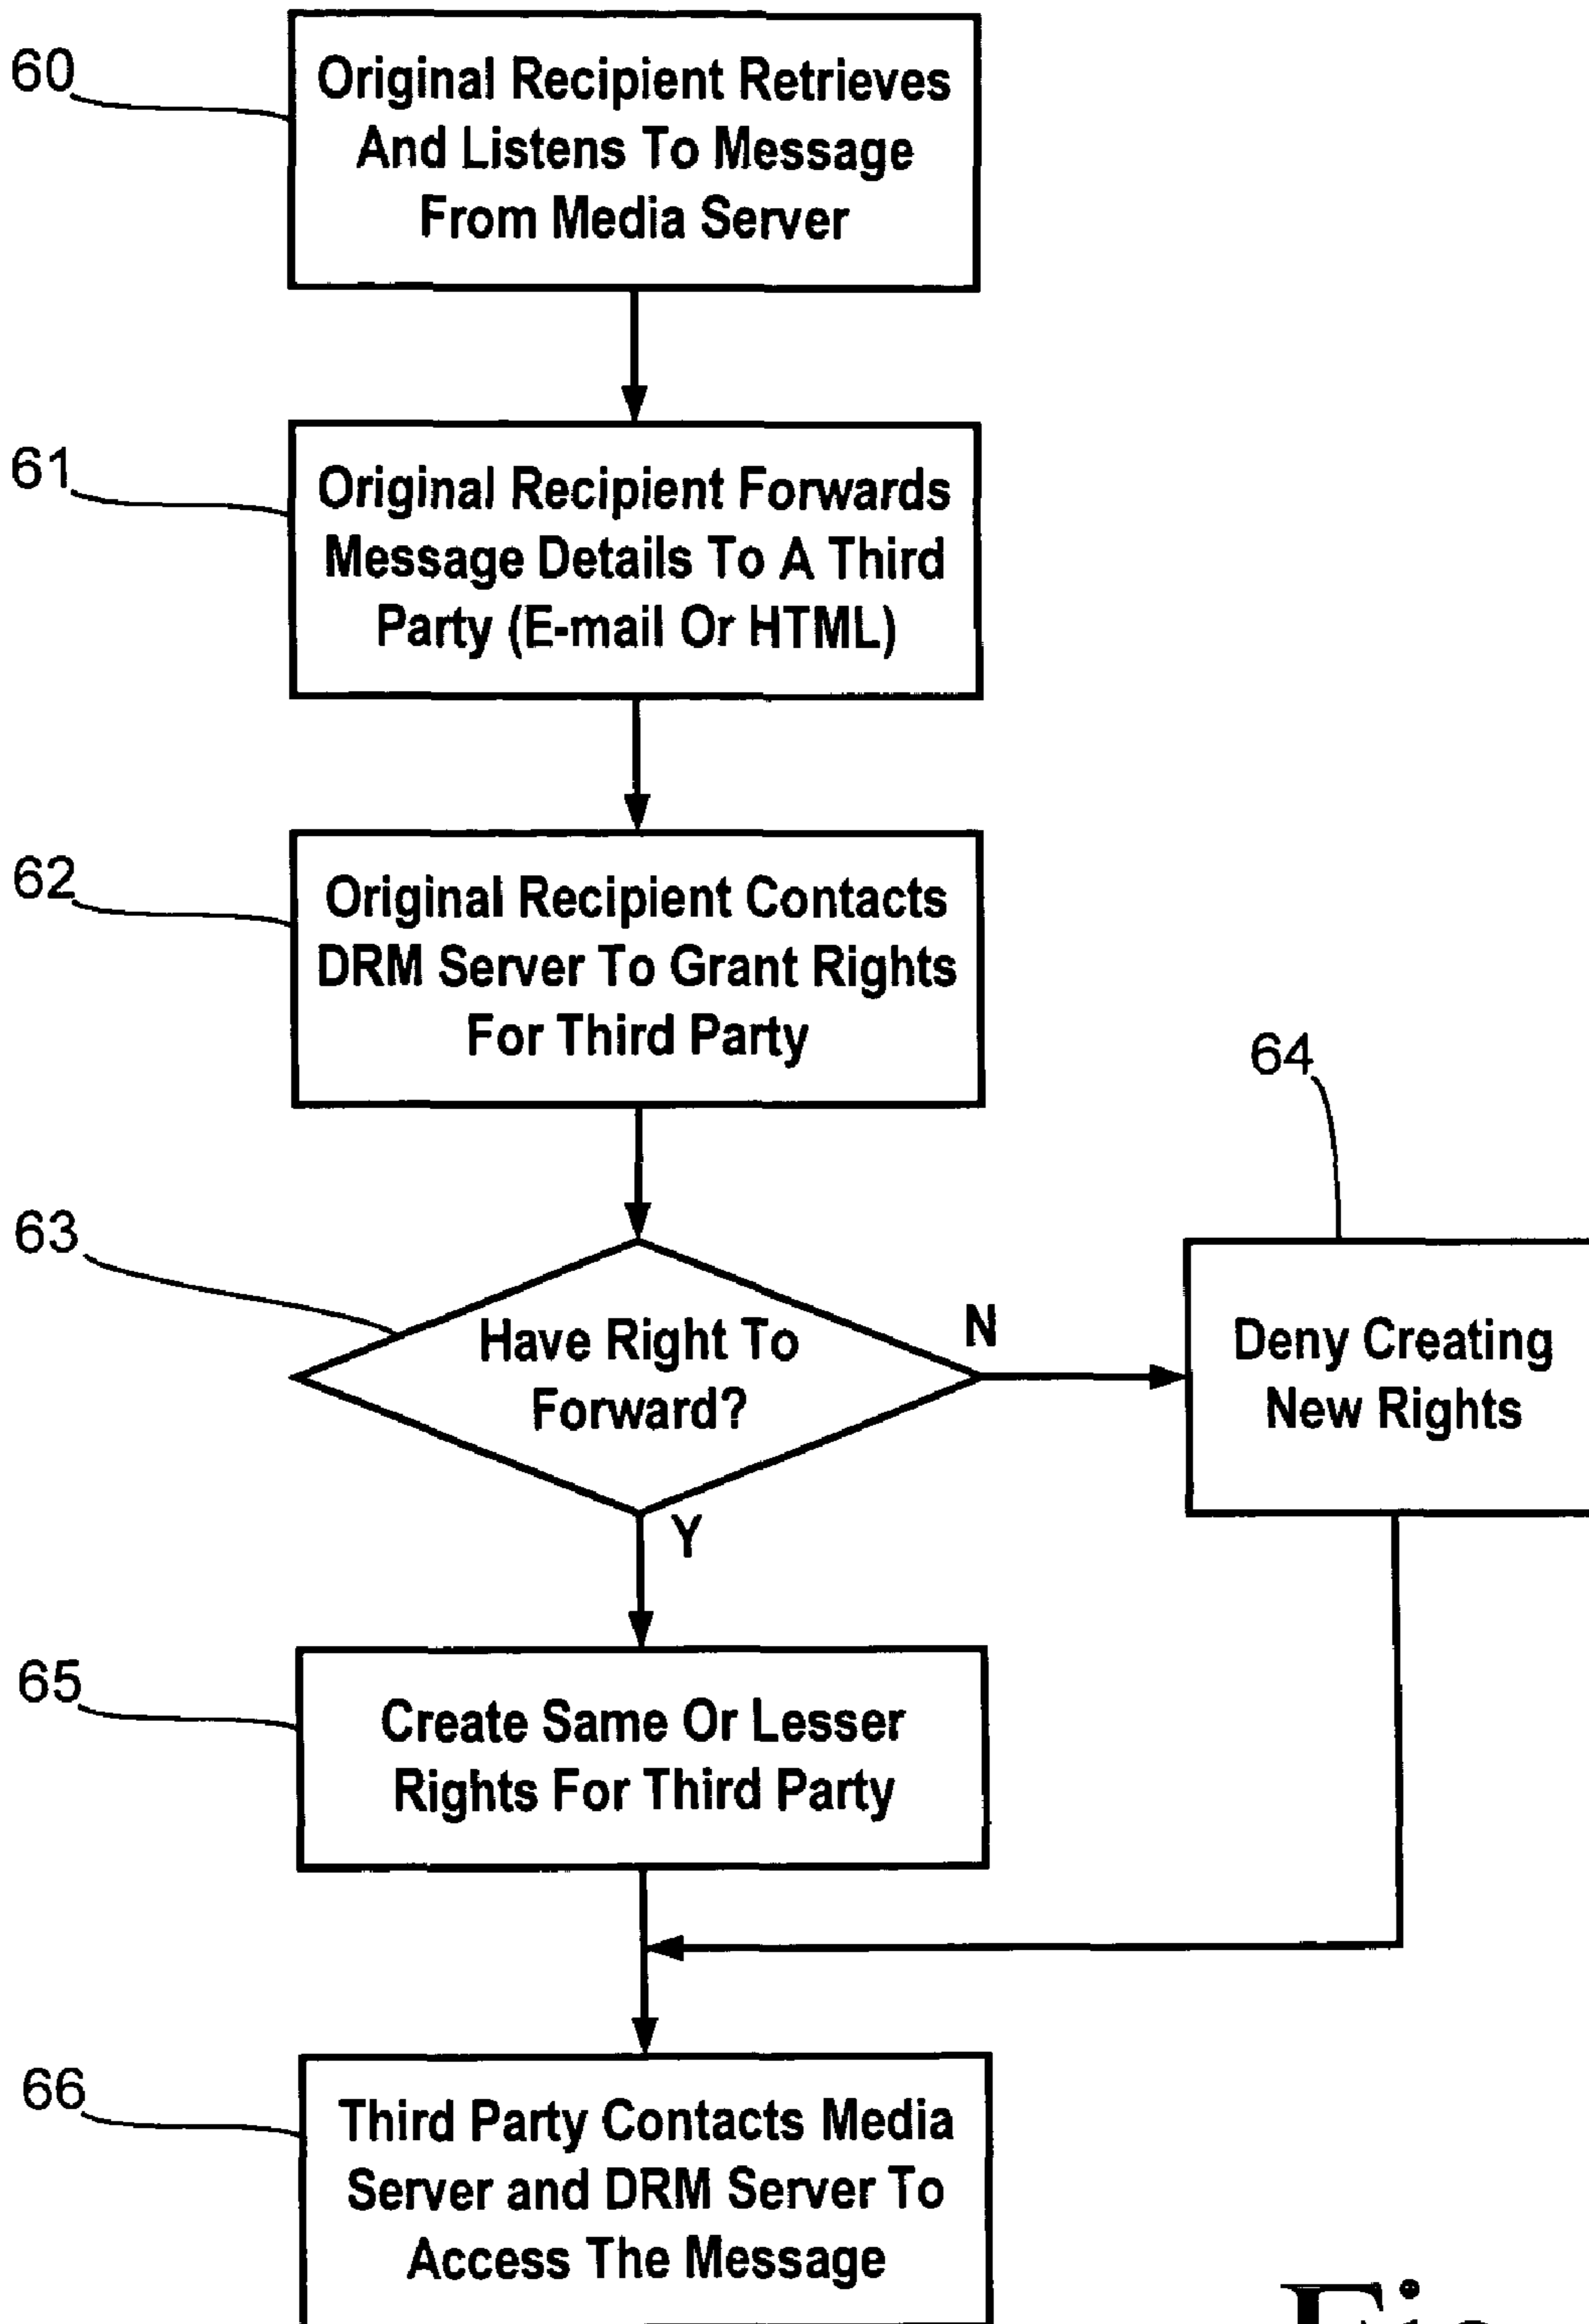 60
Original Recipient Retrieves
And Listens To Message
From Media Server
61
Original Recipient Forwards
Message Details To A Third
Party (E-mail Or HTML)
62
Original Recipient Contacts
DRM Server To Grant Rights
For Third Party
63
Have Right To
Forward?
N
64
Deny Creating
New Rights
Y
65
Create Same Or Lesser
Rights For Third Party
66
Third Party Contacts Media
Server and DRM Server To
Access The Message